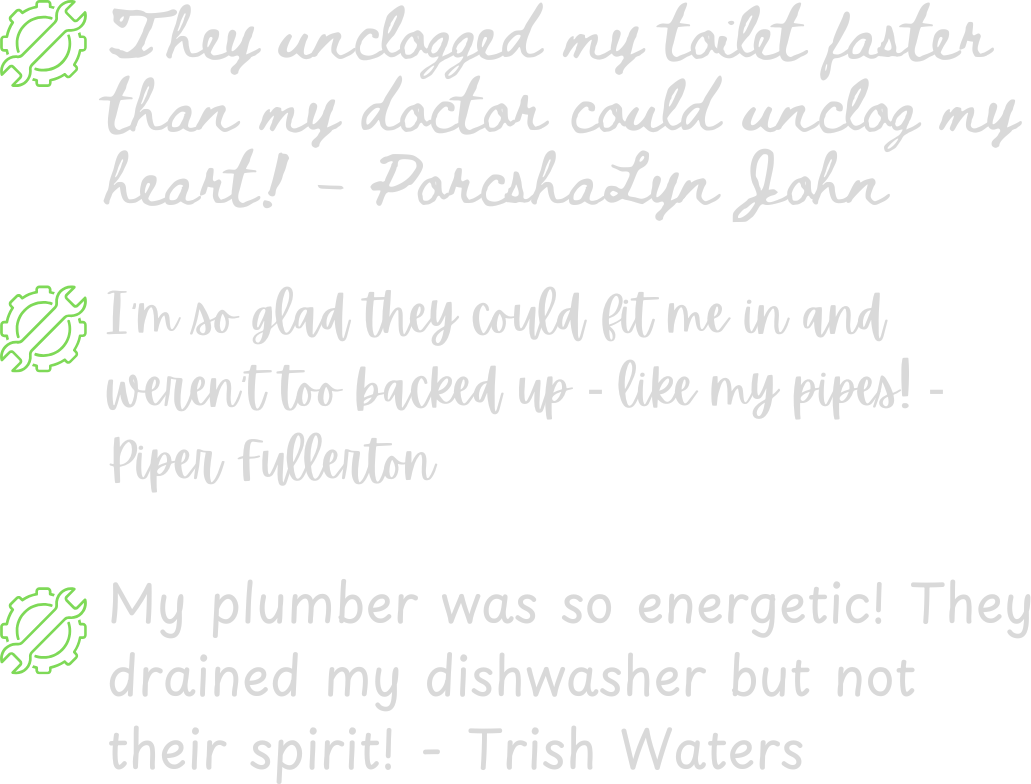 They unclogged my toilet faster
than my doctor could unclog my
heart! - PorcshaLyn John
I'm so glad they could fit me in and
weren't too backed up - like my pipes! -
Piper Fullerton
My plumber was so energetic! They
drained my dishwasher but not
their spirit! - Trish Waters